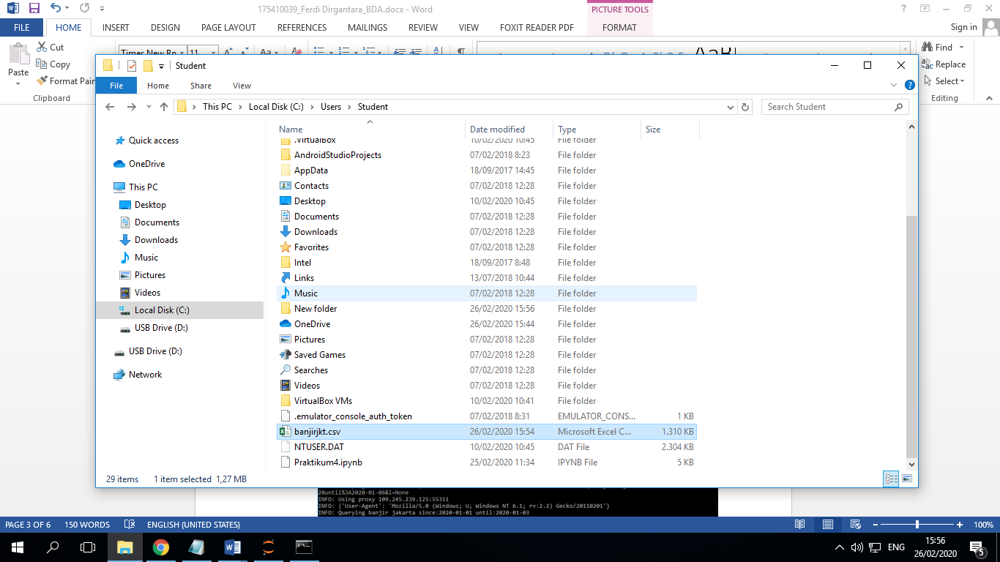 175410039_Ferdi Dirgantara_BDA.docx - Word
PICTURE TOOLS
FILE HOME INSERT DESIGN PAGE LAYOUT REFERENCES MAILINGS REVIEW VIEW FOXIT READER PDF FORMAT Sign in
Paste
Cut
Copy
Format Pain
Clipboard
Times New Ro 11
Find
Replace
Select
Editing
Student
File Home Share View
This PC Local Disk (C:) Users Student
Search Student
Quick access
OneDrive
This PC
Desktop
Documents
Downloads
Music
Pictures
Videos
Local Disk (C:)
USB Drive (D:)
USB Drive (D:)
Network
Name Date modified Type Size
.VirtualBox 10/02/2020 10:45 File folder
AndroidStudioProjects 07/02/2018 8:23 File folder
AppData 18/09/2017 14:45 File folder
Contacts 07/02/2018 12:28 File folder
Desktop 10/02/2020 10:45 File folder
Documents 07/02/2018 12:28 File folder
Downloads 07/02/2018 12:28 File folder
Favorites 07/02/2018 12:28 File folder
Intel 18/09/2017 8:48 File folder
Links 13/07/2018 10:44 File folder
Music 07/02/2018 12:28 File folder
New folder 26/02/2020 15:56 File folder
OneDrive 26/02/2020 15:44 File folder
Pictures 07/02/2018 12:28 File folder
Saved Games 07/02/2018 12:28 File folder
Searches 07/02/2018 12:28 File folder
Videos 07/02/2018 12:28 File folder
VirtualBox VMs 10/02/2020 10:41 File folder
.emulator_console_auth_token 07/02/2018 8:31 EMULATOR_CONS... 1 KB
banjirjkt.csv 26/02/2020 15:54 Microsoft Excel C... 1.310 KB
NTUSER.DAT 10/02/2020 10:45 DAT File 2.304 KB
Praktikum4.ipynb 25/02/2020 11:34 IPYNB File 5 KB
29 items 1 item selected 1,27 MB
20until%3A2020-01-06&l=None
INFO: Using proxy 109.245.239.125:55311
INFO: {'User-Agent': 'Mozilla/5.0 (Windows; U; Windows NT 6.1; rv:2.2) Gecko/20110201'}
INFO: Querying banjir jakarta since:2020-01-01 until:2020-01-03
PAGE 3 OF 6 150 WORDS ENGLISH (UNITED STATES) 100%
ENG
15:56
26/02/2020
5